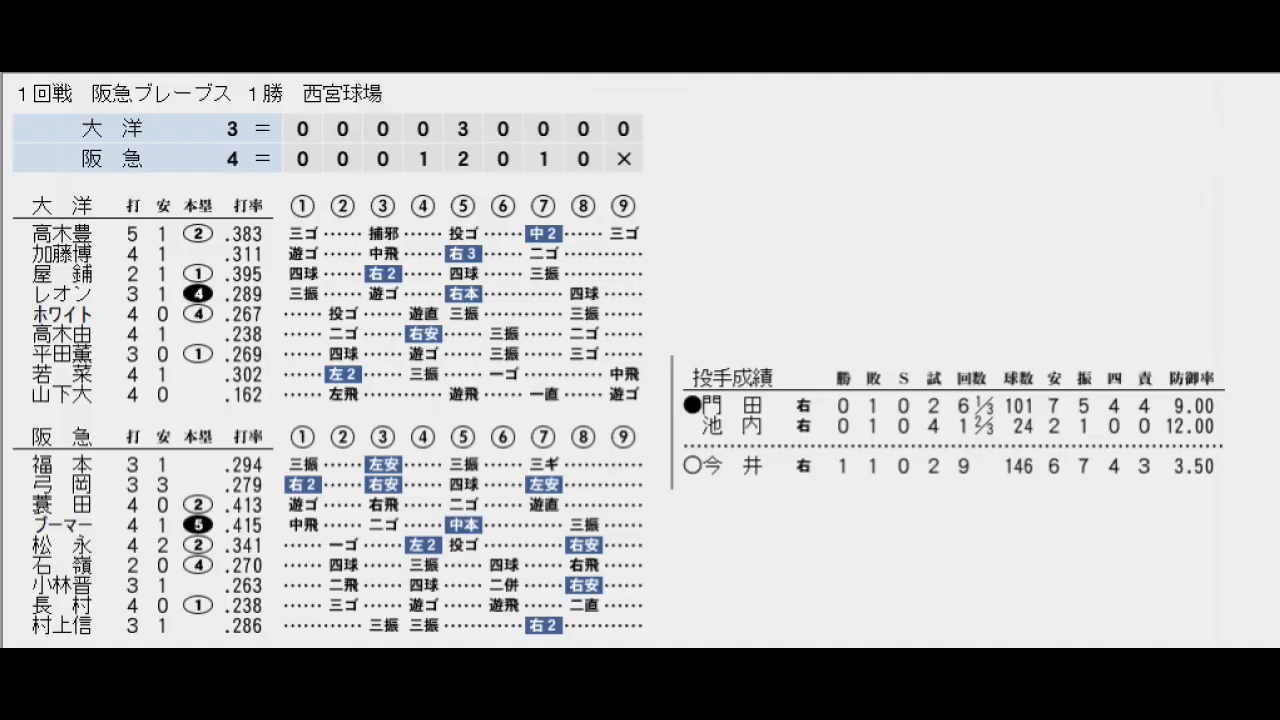 1回戦 阪急ブレーブス 1勝 西宮球場
大洋 3 = 0 0 0 0 3 0 0 0 0
阪急 4 = 0 0 0 1 2 0 1 0 ×
大洋 打 安 本塁 打率 ① ② ③ ④ ⑤ ⑥ ⑦ ⑧ ⑨
高木豊 5 1 ② .383 三ゴ …… 捕邪 …… 投ゴ …… 中2 …… 三ゴ
加藤博 4 1 .311 遊ゴ …… 中飛 …… 右3 …… 二ゴ …… ……
屋鋪 2 1 ① .395 四球 …… 右2 …… 四球 …… 三振 …… ……
レオン 3 1 ❹ .289 三振 …… 遊ゴ …… 右本 …… …… 四球 ……
ホワイト 4 0 ④ .267 …… 投ゴ …… 遊直 三振 …… …… 三振 ……
高木由 4 1 .238 …… 二ゴ …… 右安 …… 三振 …… 二ゴ ……
平田薫 3 0 ① .269 …… 四球 …… 遊ゴ …… 三振 …… 三ゴ ……
若菜 4 1 .302 …… 左2 …… 三振 …… 一ゴ …… …… 中飛
山下大 4 0 .162 …… 左飛 …… …… 遊飛 …… 一直 …… 遊ゴ
阪急 打 安 本塁 打率 ① ② ③ ④ ⑤ ⑥ ⑦ ⑧ ⑨
福本 3 1 .294 三振 …… 左安 …… 三振 …… 三ギ …… ……
弓岡 3 3 .279 右2 …… 右安 …… 四球 …… 左安 …… ……
蓑田 4 0 ② .413 遊ゴ …… 右飛 …… 二ゴ …… 遊直 …… ……
ブーマー 4 1 ❺ .415 中飛 …… 二ゴ …… 中本 …… …… 三振 ……
松永 4 2 ② .341 …… 一ゴ …… 左2 投ゴ …… …… 右安 ……
石嶺 2 0 ④ .270 …… 四球 …… 三振 …… 四球 …… 右飛 ……
小林晋 3 1 .263 …… 二飛 …… 四球 …… 二併 …… 右安 ……
長村 4 0 ① .238 …… 三ゴ …… 遊ゴ …… 遊飛 …… 二直 ……
村上信 3 1 .286 …… …… 三振 三振 …… …… 右2 …… ……
投手成績 勝 敗 S 試 回数 球数 安 振 四 責 防御率
●門田 右 0 1 0 2 6 1/3 101 7 5 4 4 9.00
池内 右 0 1 0 4 1 2/3 24 2 1 0 0 12.00
○今井 右 1 1 0 2 9 146 6 7 4 3 3.50